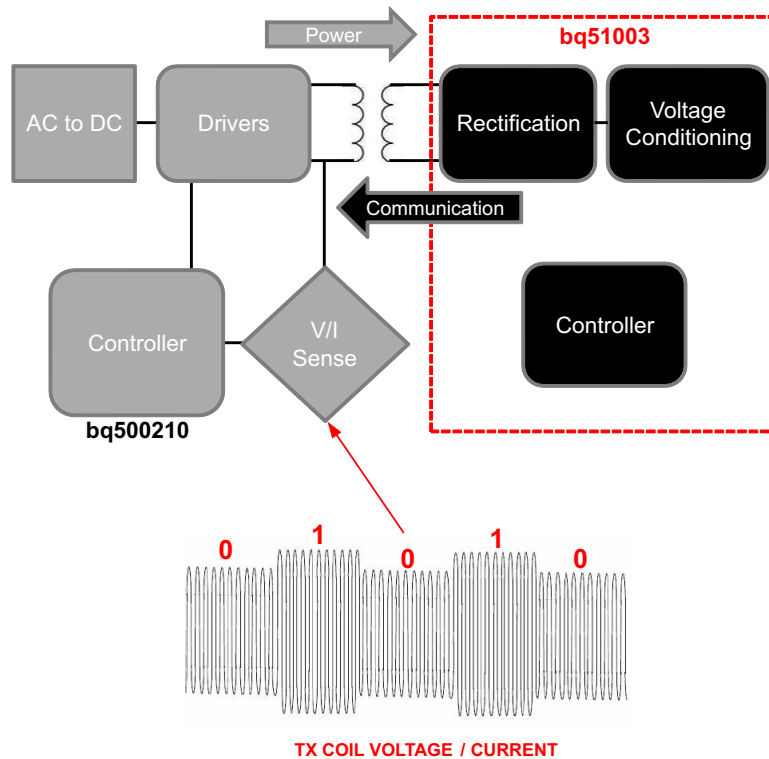 Power
bq51003
AC to DC
Drivers
Rectification
Voltage
Conditioning
Communication
Controller
V/I
Sense
Controller
bq500210
0
1
0
1
0
TX COIL VOLTAGE / CURRENT